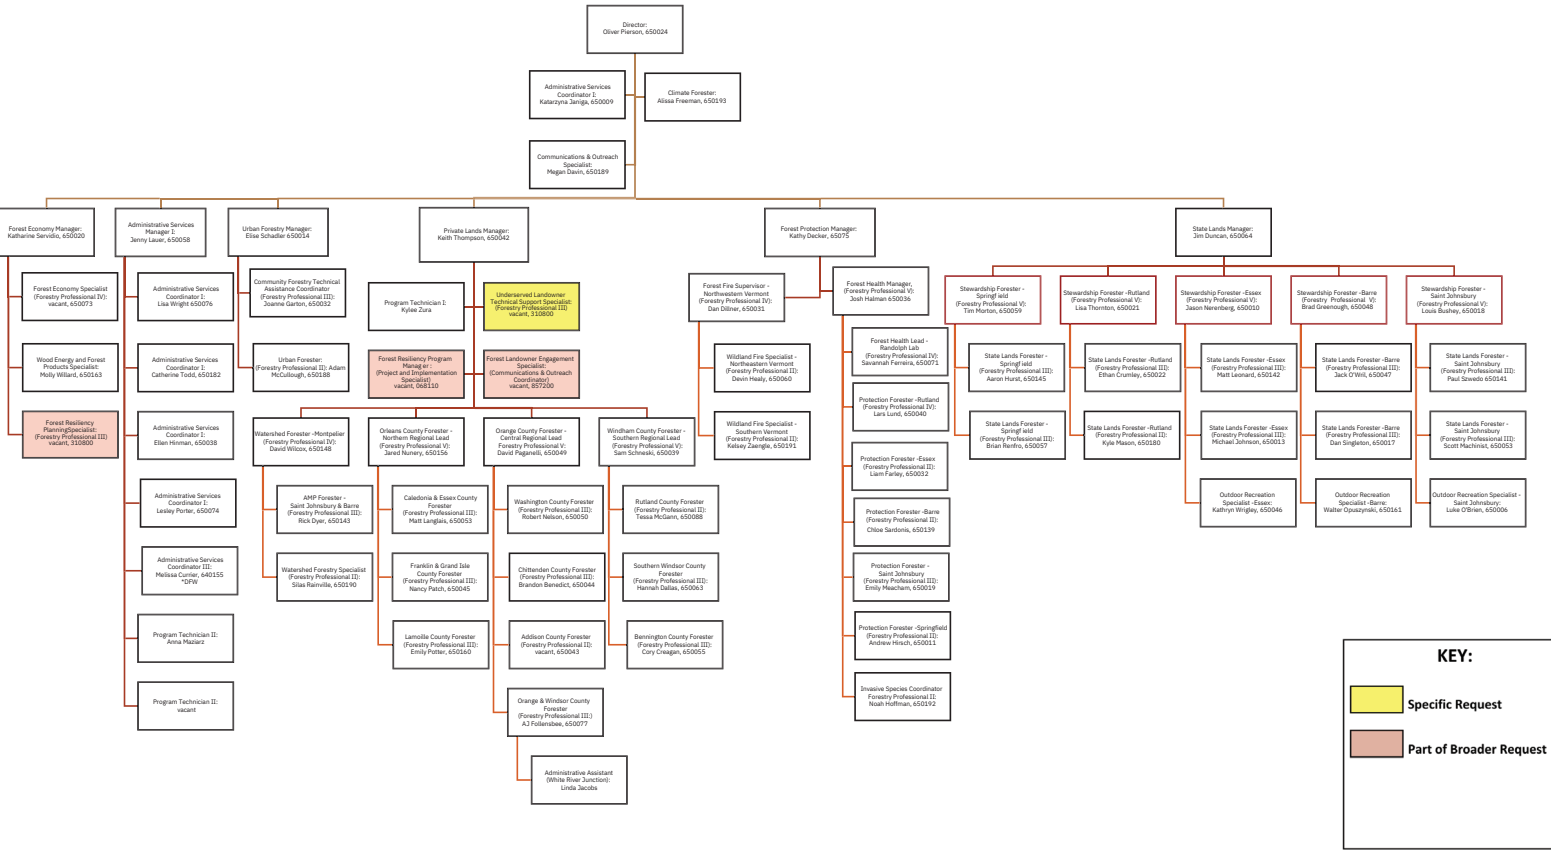 Director:
Oliver Pierson, 650024
Administrative Services
Coordinator I:
Katarzyna Janiga, 650009
Climate Forester:
Alissa Freeman, 650193
Communications & Outreach
Specialist:
Megan Davin, 650189
Forest Economy Manager:
Katharine Servidio, 650020
Administrative Services
Manager I:
Jenny Lauer, 650058
Urban Forestry Manager:
Elise Schadler 650014
Private Lands Manager:
Keith Thompson, 650042
Forest Protection Manager:
Kathy Decker, 65075
State Lands Manager:
Jim Duncan, 650064
Forest Economy Specialist
(Forestry Professional IV):
vacant, 650073
Wood Energy and Forest
Products Specialist:
Molly Willard, 650163
Forest Resiliency
PlanningSpecialist:
(Forestry Professional III)
vacant, 310800
Administrative Services
Coordinator I:
Lisa Wright 650076
Administrative Services
Coordinator I:
Catherine Todd, 650182
Administrative Services
Coordinator I:
Ellen Hinman, 650038
Administrative Services
Coordinator I:
Lesley Porter, 650074
Administrative Services
Coordinator III:
Melissa Currier, 640155
*DFW
Program Technician II:
Anna Maziarz
Program Technician II:
vacant
Community Forestry Technical
Assistance Coordinator
(Forestry Professional III):
Joanne Garton, 650032
Urban Forester:
(Forestry Professional II): Adam
McCullough, 650188
Program Technician I:
Kylee Zura
Underserved Landowner
Technical Support Specialist:
(Forestry Professional III)
vacant, 310800
Forest Resiliency Program
Manager :
(Project and Implementation
Specialist)
vacant, 068110
Forest Landowner Engagement
Specialist:
(Communications & Outreach
Coordinator)
vacant, 857200
Watershed Forester -Montpelier
(Forestry Professional IV):
David Wilcox, 650148
AMP Forester -
Saint Johnsbury & Barre
(Forestry Professional III):
Rick Dyer, 650143
Watershed Forestry Specialist
(Forestry Professional II):
Silas Rainville, 650190
Orleans County Forester -
Northern Regional Lead
(Forestry Professional V):
Jared Nunery, 650156
Caledonia & Essex County
Forester
(Forestry Professional III):
Matt Langlais, 650053
Franklin & Grand Isle
County Forester
(Forestry Professional III):
Nancy Patch, 650045
Lamoille County Forester
(Forestry Professional III):
Emily Potter, 650160
Orange County Forester -
Central Regional Lead
Forestry Professional V:
David Paganelli, 650049
Washington County Forester
(Forestry Professional III):
Robert Nelson, 650050
Chittenden County Forester
(Forestry Professional III):
Brandon Benedict, 650044
Addison County Forester
(Forestry Professional II):
vacant, 650043
Orange & Windsor County
Forester
(Forestry Professional III:)
AJ Follensbee, 650077
Administrative Assistant
(White River Junction):
Linda Jacobs
Windham County Forester -
Southern Regional Lead
(Forestry Professional V):
Sam Schneski, 650039
Rutland County Forester
(Forestry Professional II):
Tessa McGann, 650088
Southern Windsor County
Forester
(Forestry Professional III):
Hannah Dallas, 650063
Bennington County Forester
(Forestry Professional III):
Cory Creagan, 650055
Forest Fire Supervisor -
Northwestern Vermont
(Forestry Professional IV):
Dan Dillner, 650031
Wildland Fire Specialist -
Northeastern Vermont
(Forestry Professional II):
Devin Healy, 650060
Wildland Fire Specialist -
Southern Vermont
(Forestry Professional II):
Kelsey Zaengle, 650191
Forest Health Manager,
(Forestry Professional V):
Josh Halman 650036
Forest Health Lead -
Randolph Lab
(Forestry Professional IV):
Savannah Ferreira, 650071
Protection Forester -Rutland
(Forestry Professional IV):
Lars Lund, 650040
Protection Forester -Essex
(Forestry Professional II):
Liam Farley, 650032
Protection Forester -Barre
(Forestry Professional II):
Chloe Sardonis, 650139
Protection Forester -
Saint Johnsbury
(Forestry Professional III):
Emily Meacham, 650019
Protection Forester -Springfield
(Forestry Professional II):
Andrew Hirsch, 650011
Invasive Species Coordinator
Forestry Professional II:
Noah Hoffman, 650192
Stewardship Forester -
Springfield
(Forestry Professional V):
Tim Morton, 650059
State Lands Forester -
Springfield
(Forestry Professional III):
Aaron Hurst, 650145
State Lands Forester -
Springfield
(Forestry Professional III):
Brian Renfro, 650057
Stewardship Forester -Rutland
(Forestry Professional V):
Lisa Thornton, 650021
State Lands Forester -Rutland
(Forestry Professional III):
Ethan Crumley, 650022
State Lands Forester -Rutland
(Forestry Professional II):
Kyle Mason, 650180
Stewardship Forester -Essex
(Forestry Professional V):
Jason Nerenberg, 650010
State Lands Forester -Essex
(Forestry Professional III):
Matt Leonard, 650142
State Lands Forester -Essex
(Forestry Professional III):
Michael Johnson, 650013
Outdoor Recreation
Specialist -Essex:
Kathryn Wrigley, 650046
Stewardship Forester -Barre
(Forestry Professional V):
Brad Greenough, 650048
State Lands Forester -Barre
(Forestry Professional III):
Jack O'Wril, 650047
State Lands Forester -Barre
(Forestry Professional III):
Dan Singleton, 650017
Outdoor Recreation
Specialist -Barre:
Walter Opuszynski, 650161
Stewardship Forester -
Saint Johnsbury
(Forestry Professional V):
Louis Bushey, 650018
State Lands Forester -
Saint Johnsbury
(Forestry Professional III):
Paul Szwedo 650141
State Lands Forester -
Saint Johnsbury
(Forestry Professional III):
Scott Machinist, 650053
Outdoor Recreation Specialist -
Saint Johnsbury:
Luke O'Brien, 650006
KEY:
Specific Request
Part of Broader Request